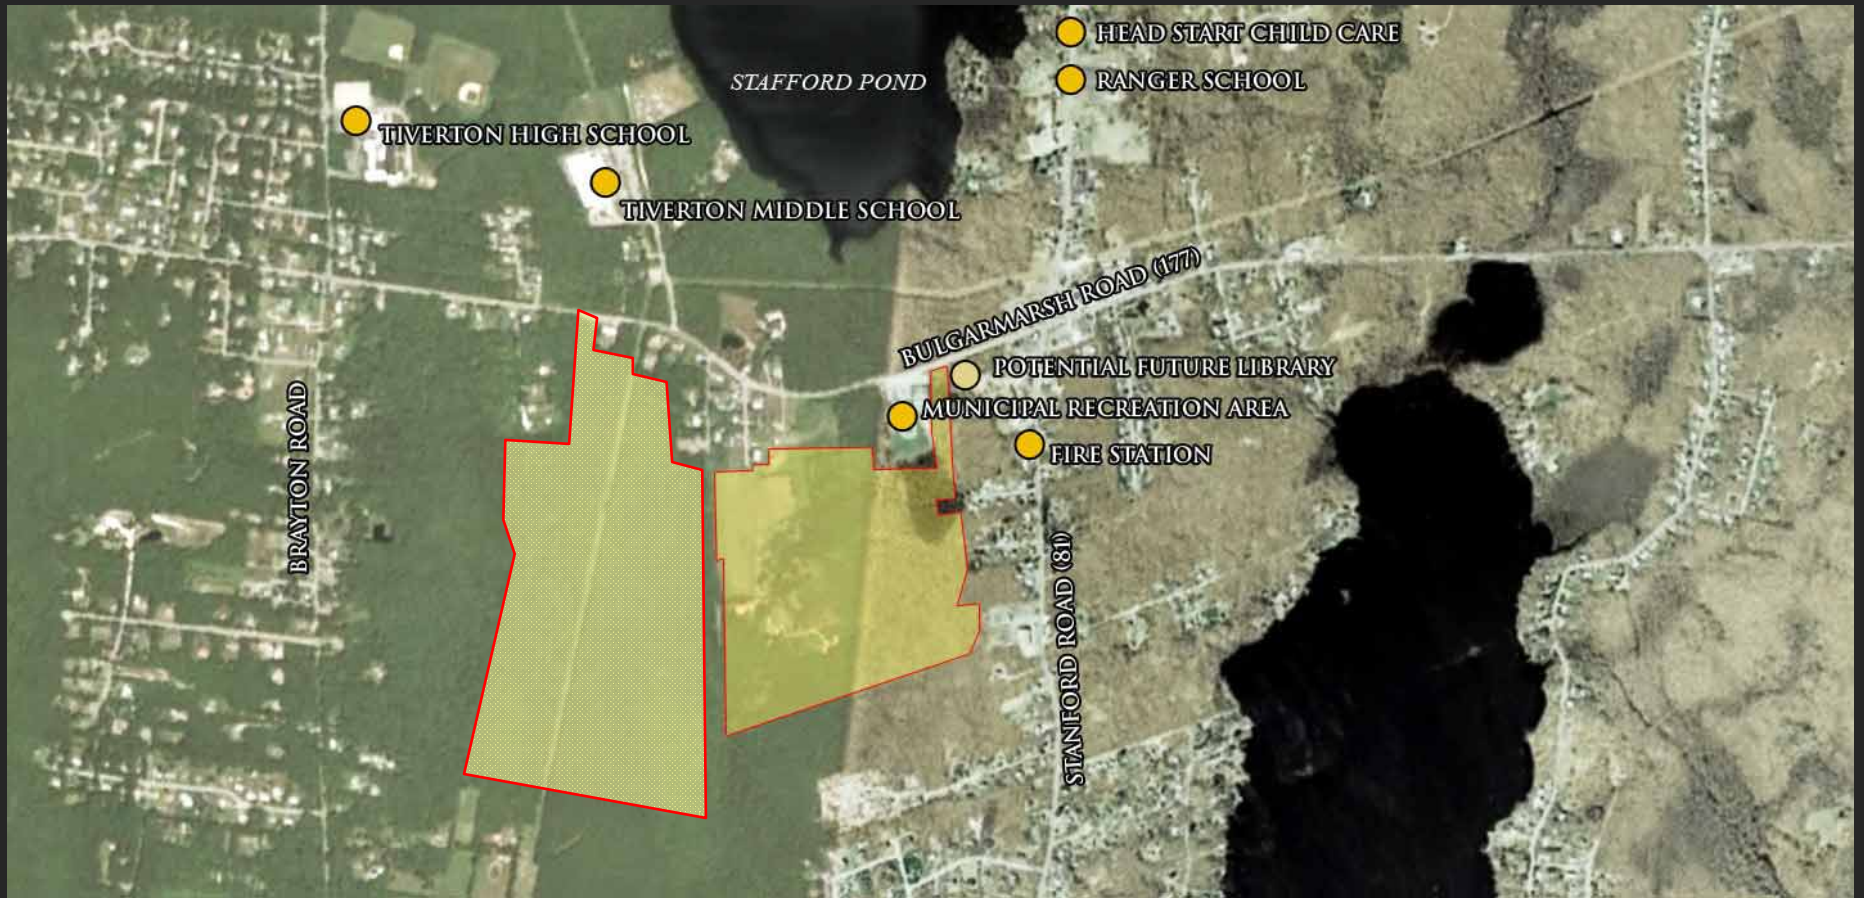 HEAD START CHILD CARE
STAFFORD POND
RANGER SCHOOL
TIVERTON HIGH SCHOOL
TIVERTON MIDDLE SCHOOL
BULGARMARSH ROAD (177)
POTENTIAL FUTURE LIBRARY
MUNICIPAL RECREATION AREA
FIRE STATION
BRAYTON ROAD
STANFORD ROAD (81)